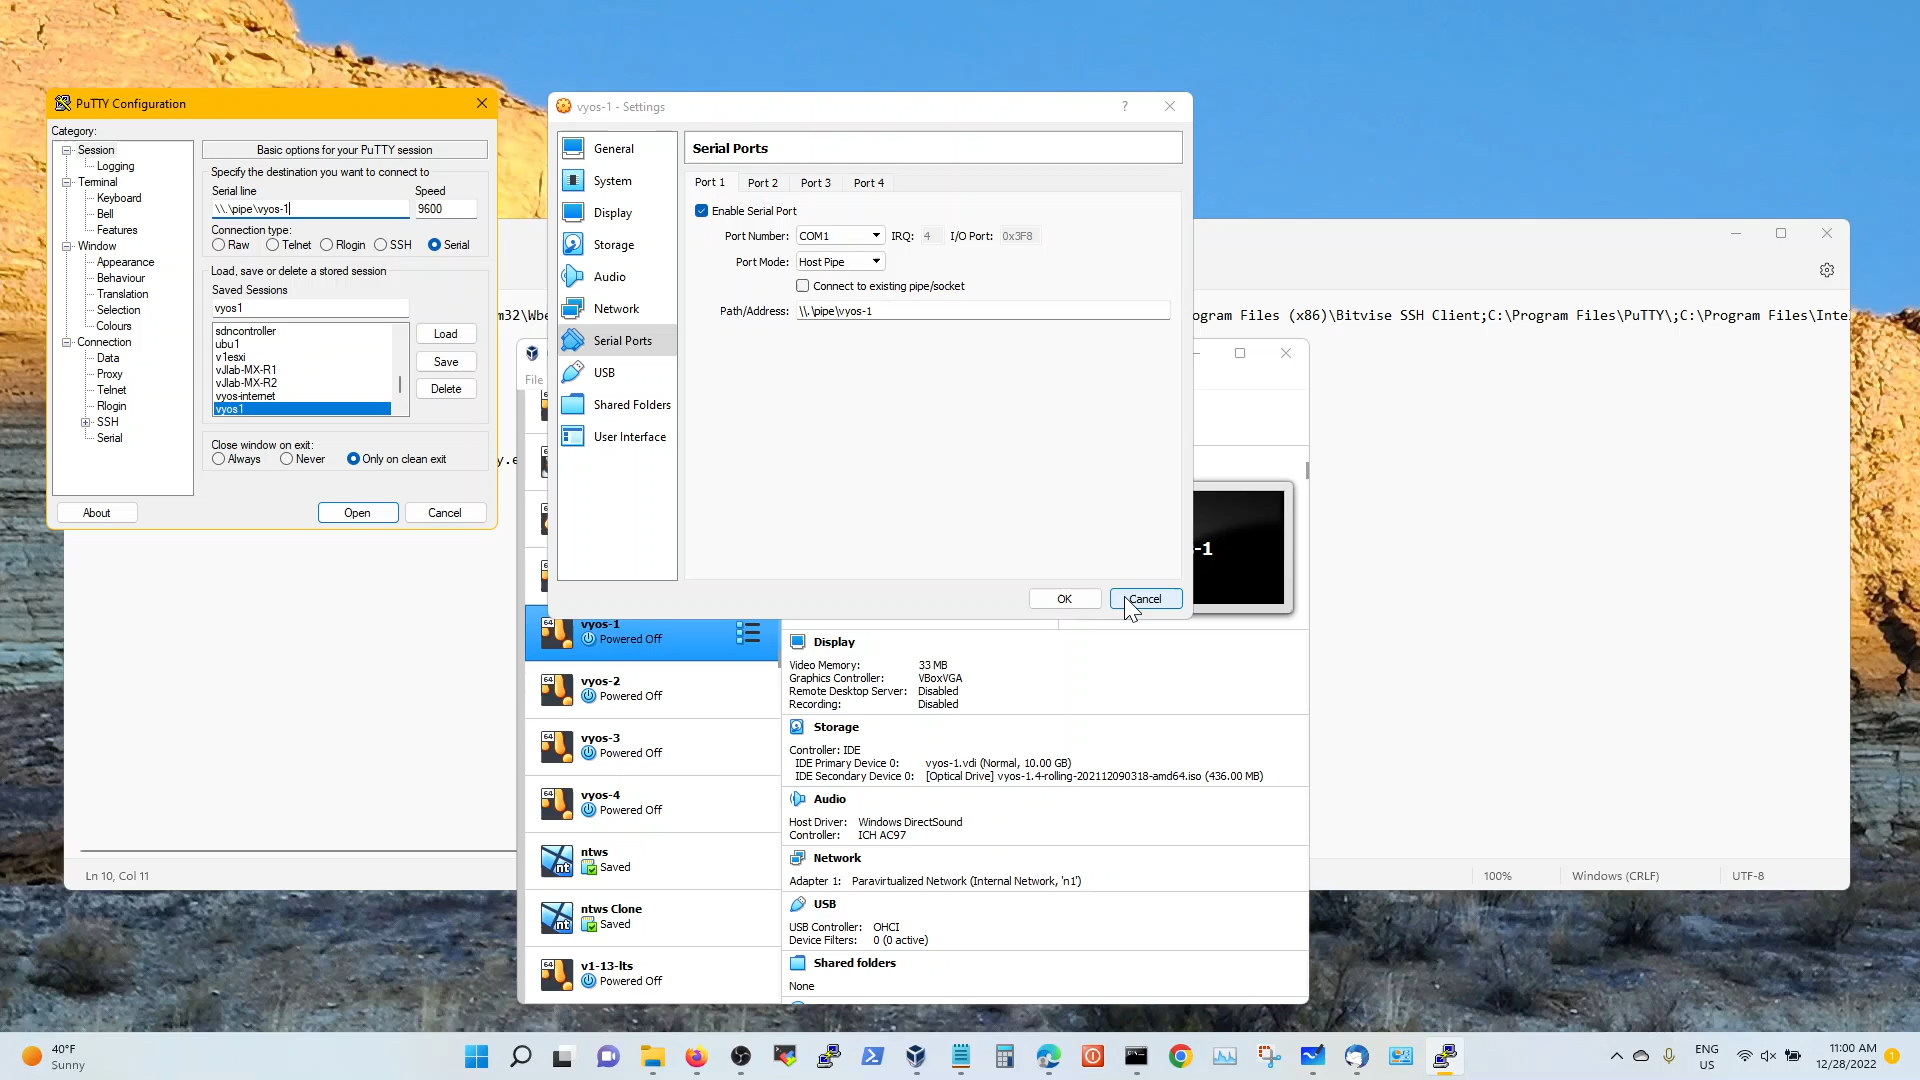 PuTTY Configuration
Category:
Session
Logging
Terminal
Keyboard
Bell
Features
Window
Appearance
Behaviour
Translation
Selection
Colours
Connection
Data
Proxy
Telnet
Rlogin
SSH
Serial
Basic options for your PuTTY session
Specify the destination you want to connect to
Serial line Speed
\\.\pipe\vyos-1 9600
Connection type:
Raw Telnet Rlogin SSH Serial
Load, save or delete a stored session
Saved Sessions
vyos1
sdncontroller
ubu1
v1esxi
vJlab-MX-R1
vJlab-MX-R2
vyos-internet
vyos1
Load
Save
Delete
Close window on exit:
Always Never Only on clean exit
About Open Cancel
vyos-1 - Settings
General
System
Display
Storage
Audio
Network
Serial Ports
USB
Shared Folders
User Interface
Serial Ports
Port 1 Port 2 Port 3 Port 4
Enable Serial Port
Port Number: COM1 IRQ: 4 I/O Port: 0x3F8
Port Mode: Host Pipe
Connect to existing pipe/socket
Path/Address: \\.\pipe\vyos-1
OK Cancel
m32\Wbe
ogram Files (x86)\Bitvise SSH Client;C:\Program Files\PuTTY\;C:\Program Files\Inte
y.e
File
-1
vyos-1
Powered Off
vyos-2
Powered Off
vyos-3
Powered Off
vyos-4
Powered Off
ntws
Saved
ntws Clone
Saved
v1-13-lts
Powered Off
Display
Video Memory: 33 MB
Graphics Controller: VBoxVGA
Remote Desktop Server: Disabled
Recording: Disabled
Storage
Controller: IDE
IDE Primary Device 0: vyos-1.vdi (Normal, 10.00 GB)
IDE Secondary Device 0: [Optical Drive] vyos-1.4-rolling-202112090318-amd64.iso (436.00 MB)
Audio
Host Driver: Windows DirectSound
Controller: ICH AC97
Network
Adapter 1: Paravirtualized Network (Internal Network, 'n1')
USB
USB Controller: OHCI
Device Filters: 0 (0 active)
Shared folders
None
Ln 10, Col 11
100% Windows (CRLF) UTF-8
40°F
Sunny
ENG
US
11:00 AM
12/28/2022
1